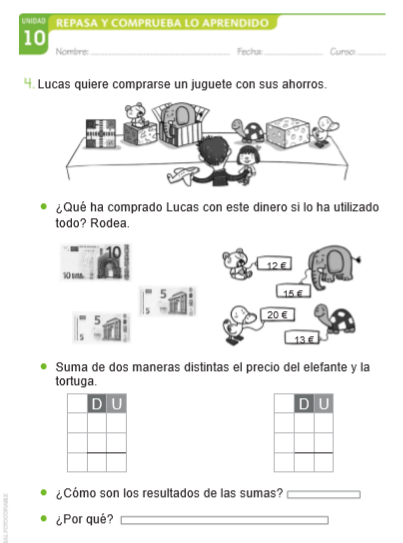 UNIDAD
10
REPASA Y COMPRUEBA LO APRENDIDO
Nombre: Fecha: Curso:
4. Lucas quiere comprarse un juguete con sus ahorros.
¿Qué ha comprado Lucas con este dinero si lo ha utilizado
todo? Rodea.
10
10
5
5
5
5
12 €
15 €
20 €
13 €
Suma de dos maneras distintas el precio del elefante y la
tortuga.
D U D U
¿Cómo son los resultados de las sumas?
¿Por qué?